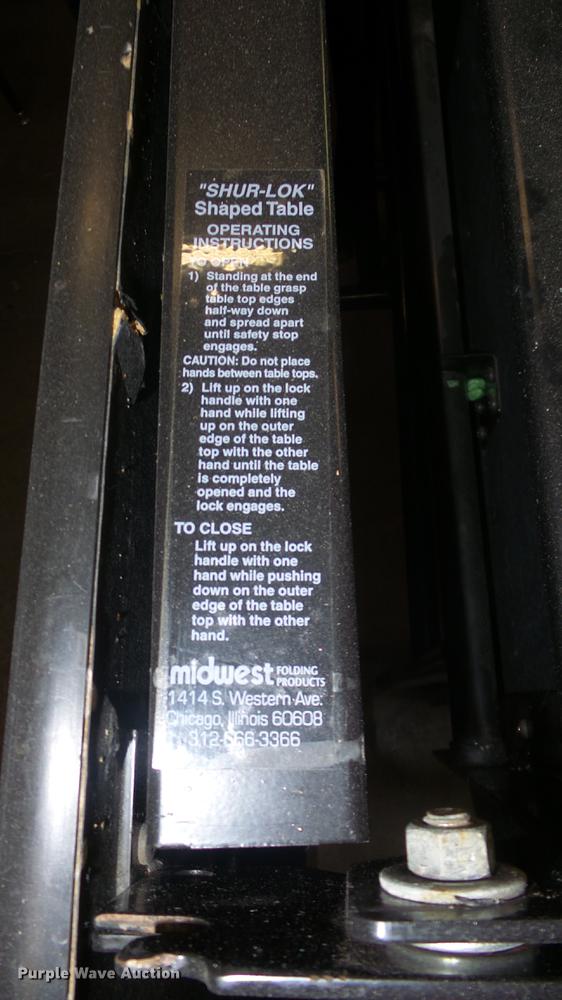 "SHUR-LOK"
Shaped Table
OPERATING
INSTRUCTIONS
TO OPEN
1) Standing at the end
of the table grasp
table top edges
half-way down
and spread apart
until safety stop
engages.
CAUTION: Do not place
hands between table tops.
2) Lift up on the lock
handle with one
hand while lifting
up on the outer
edge of the table
top with the other
hand until the table
is completely
opened and the
lock engages.
TO CLOSE
Lift up on the lock
handle with one
hand while pushing
down on the outer
edge of the table
top with the other
hand.
midwest FOLDING
PRODUCTS
1414 S. Western Ave.
Chicago, Illinois 60608
312-666-3366
Purple Wave Auction